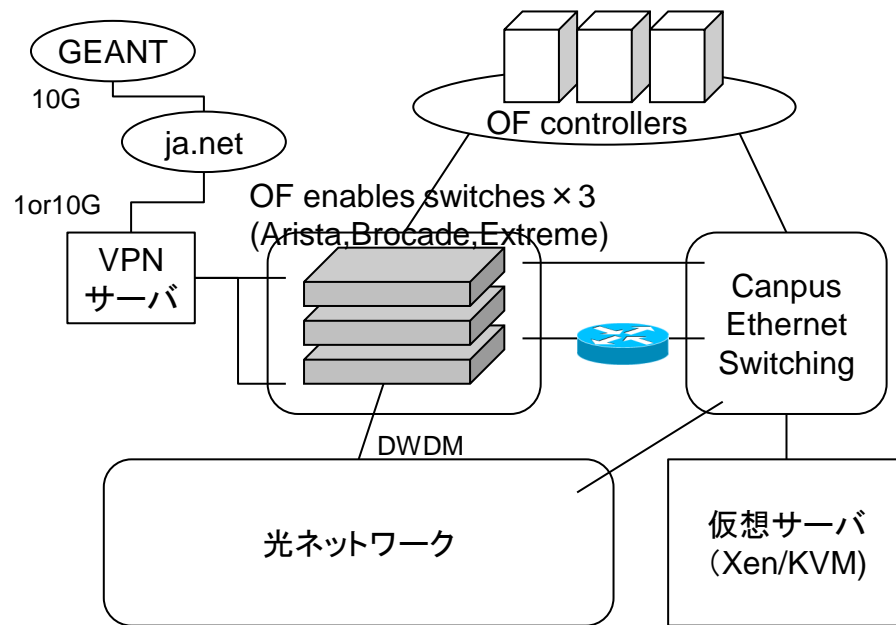 GEANT
10G
ja.net
OF controllers
1or10G
OF enables switches×3
(Arista,Brocade,Extreme)
VPN
サーバ
Canpus
Ethernet
Switching
DWDM
光ネットワーク
仮想サーバ
（Xen/KVM)